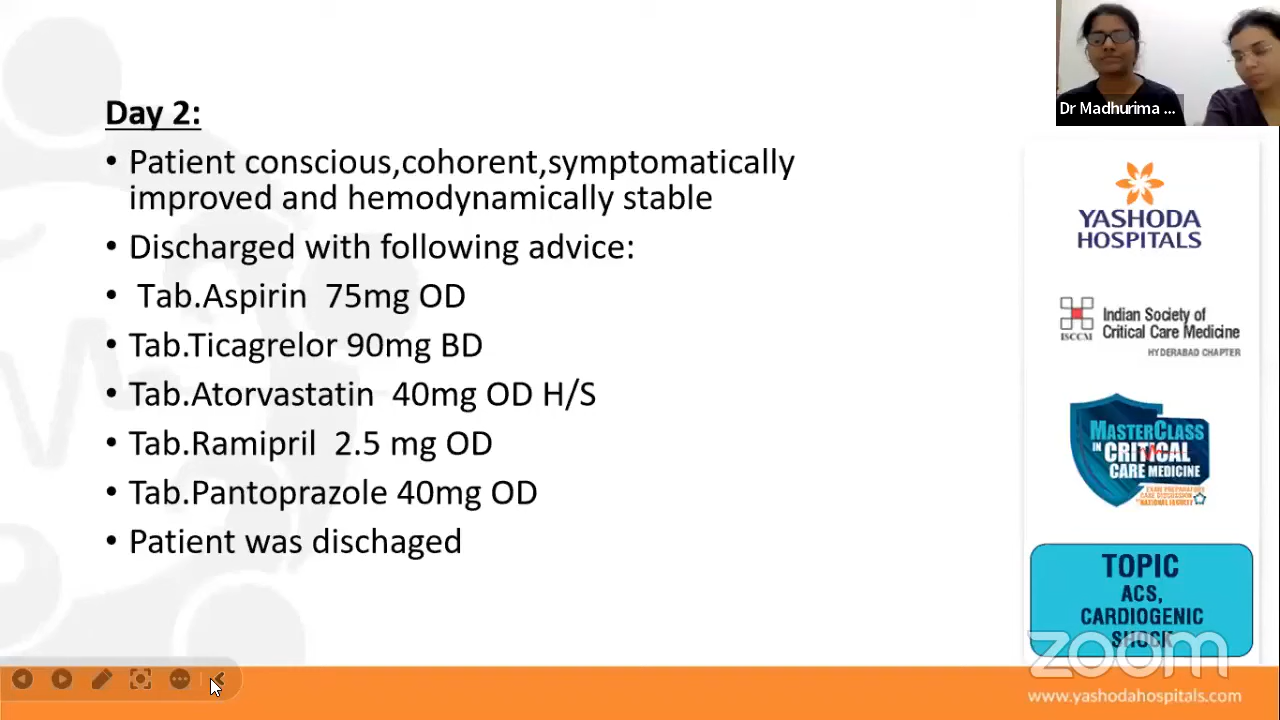 Day 2:
• Patient conscious,cohorent,symptomatically
improved and hemodynamically stable
• Discharged with following advice:
• Tab.Aspirin 75mg OD
• Tab.Ticagrelor 90mg BD
• Tab.Atorvastatin 40mg OD H/S
• Tab.Ramipril 2.5 mg OD
• Tab.Pantoprazole 40mg OD
• Patient was dischaged
Dr Madhurima ...
YASHODA
HOSPITALS
ISCCM
Indian Society of
Critical Care Medicine
HYDERABAD CHAPTER
MASTERCLASS
IN CRITICAL
CARE MEDICINE
EXAM PREPARATORY
CASE DISCUSSION
NATIONAL FACULTY
TOPIC
ACS,
CARDIOGENIC
SHOCK
zoom
www.yashodahospitals.com